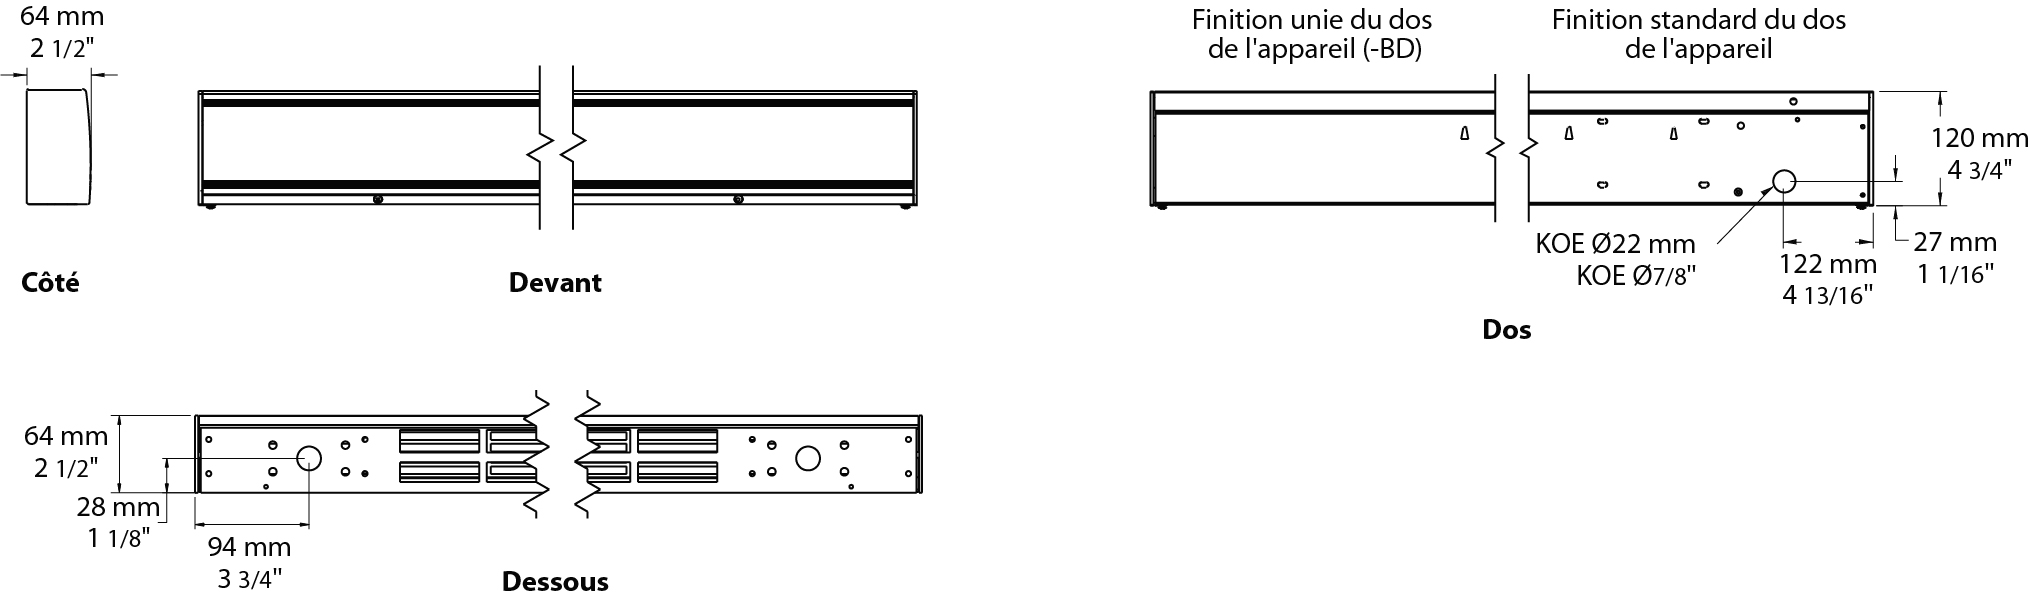 64 mm
2 1/2"
Côté
Devant
Finition unie du dos
de l'appareil (-BD)
Finition standard du dos
de l'appareil
120 mm
4 3/4"
KOE Ø22 mm
KOE Ø7/8"
122 mm
4 13/16"
27 mm
1 1/16"
Dos
64 mm
2 1/2"
28 mm
1 1/8"
94 mm
3 3/4"
Dessous